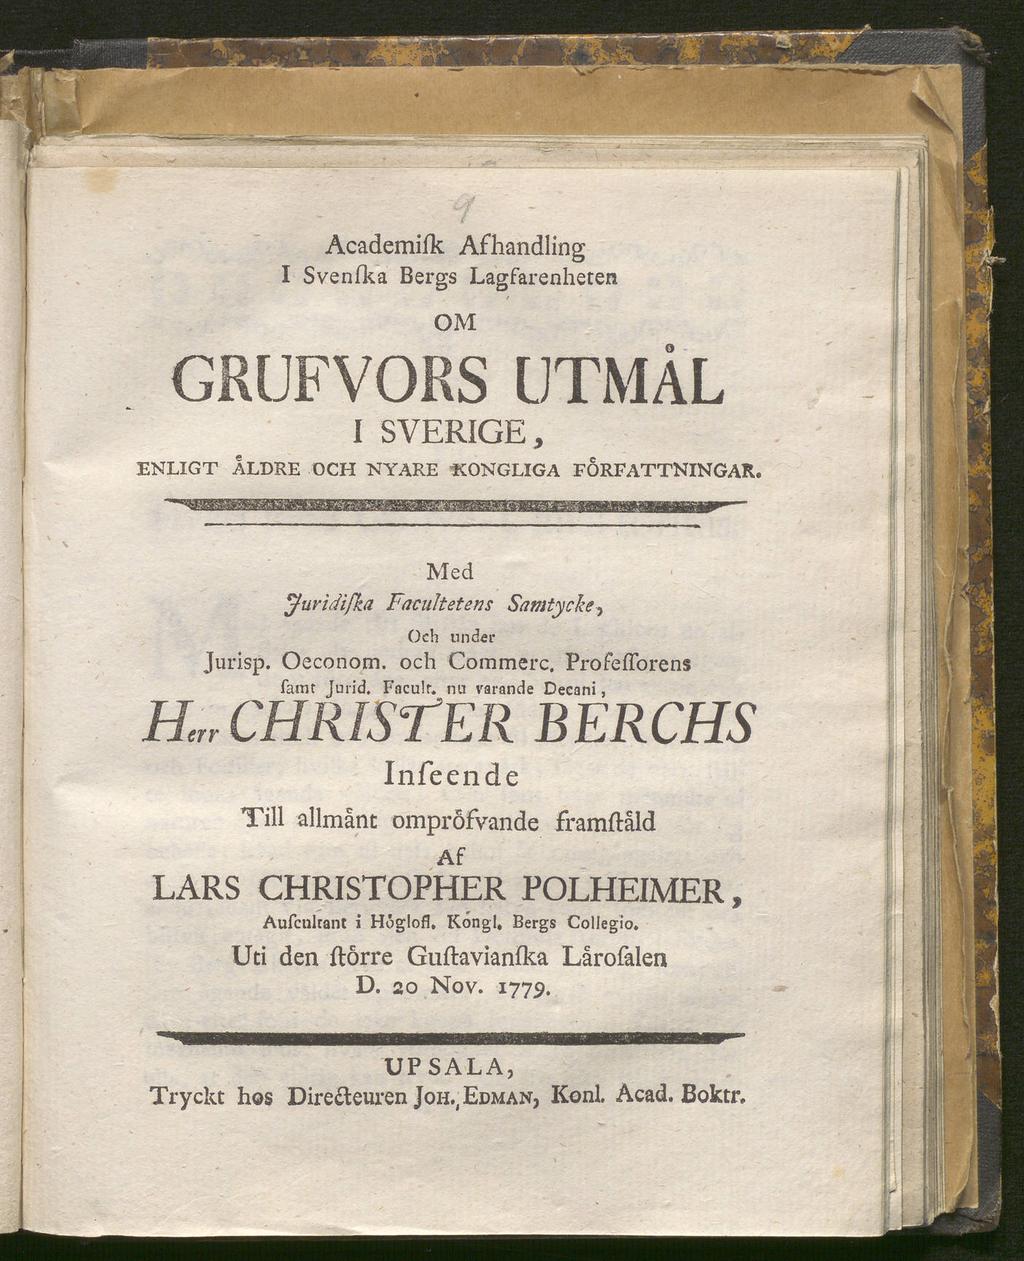 9
Academiſk Afhandling
I Svenſka Bergs Lagfarenheten
OM
GRUFVORS UTMÅL
I SVERIGE,
ENLIGT ÅLDRE OCH NYARE KONGLIGA FÖRFATTNINGAR.
Med
Juridiſka Facultetens Samtycke,
Och under
Jurisp. Oeconom. och Commerc. Profeſſorens
ſamt Jurid. Facult. nu varande Decani,
Herr CHRISTER BERCHS
Inſeende
Till allmånt ompröfvande framſtåld
Af
LARS CHRISTOPHER POLHEIMER,
Auſcultant i Höglofl. Kongl. Bergs Collegio.
Uti den ſtörre Guſtavianſka Låroſalen
D. 20 Nov. 1779.
UPSALA,
Tryckt hos Directeuren JOH. EDMAN, Konl. Acad. Boktr.